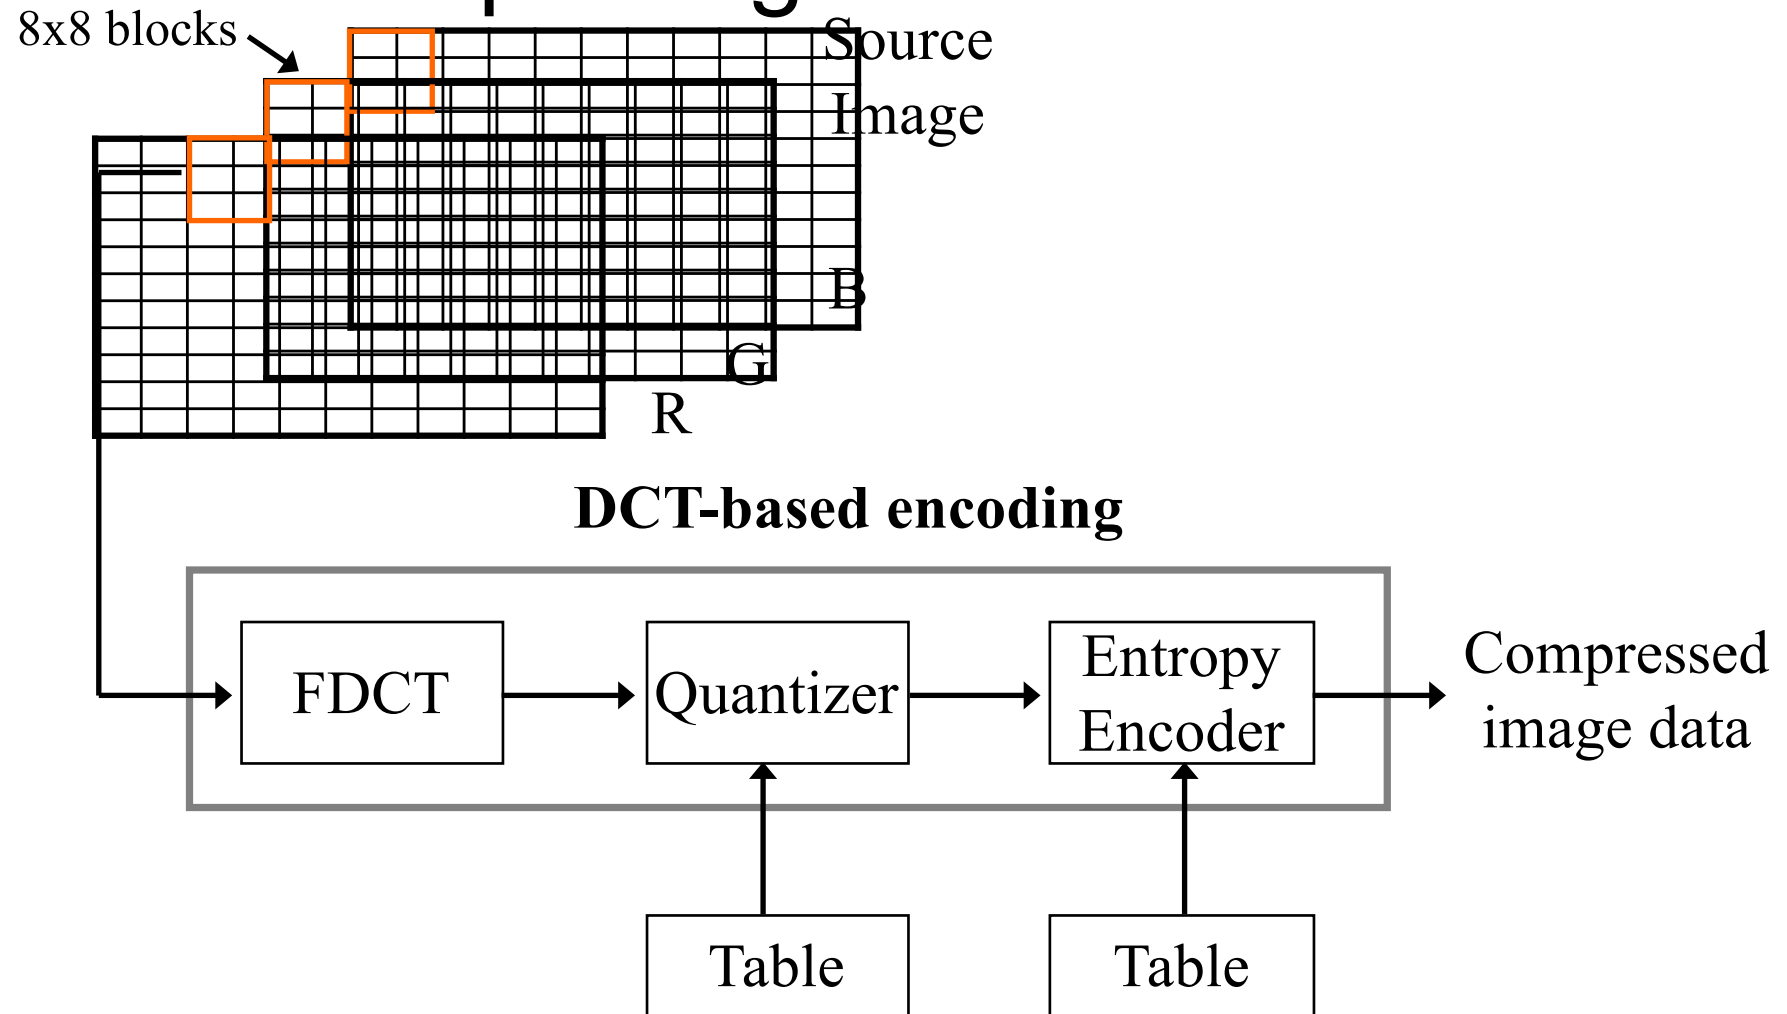 8x8 blocks
Source
Image
B
G
R
DCT-based encoding
FDCT
Quantizer
Entropy
Encoder
Compressed
image data
Table
Table